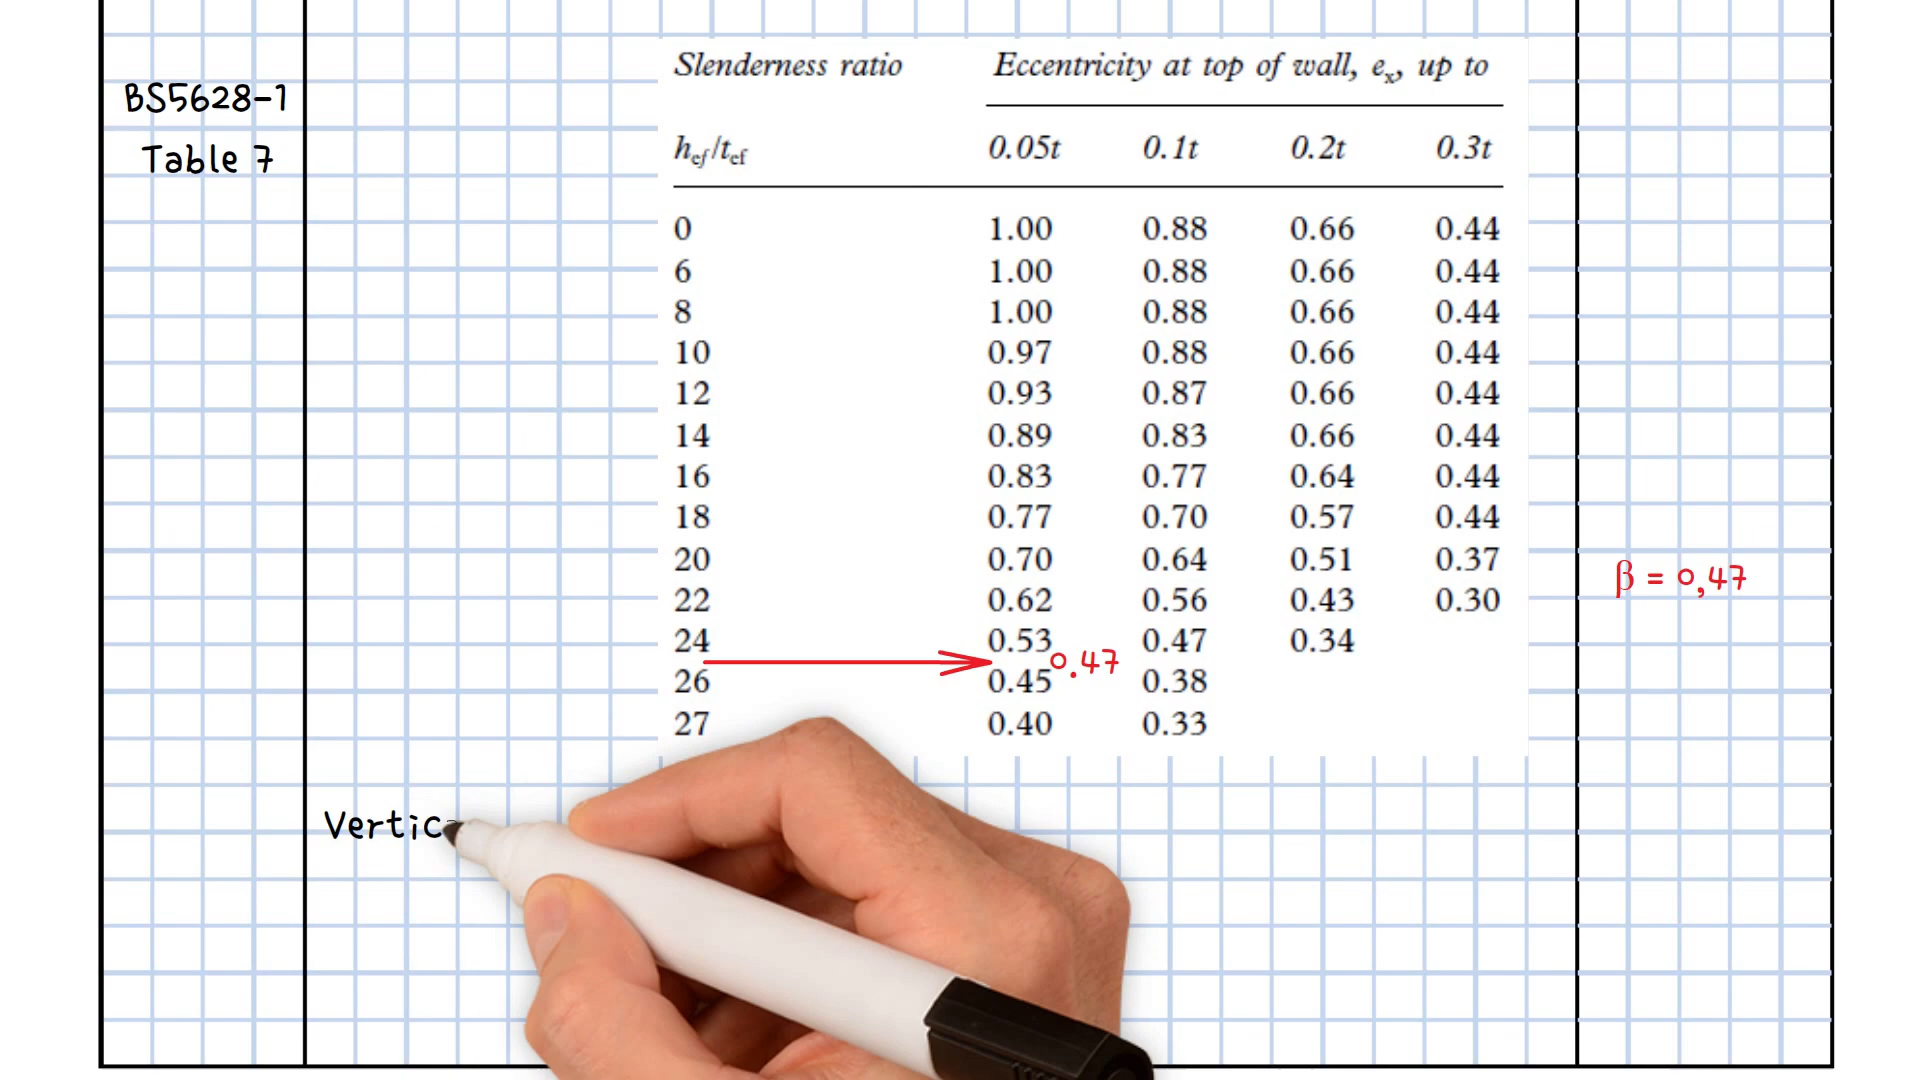 BS5628-1
Table 7
Slenderness ratio Eccentricity at top of wall, ex, up to
hef/tef 0.05t 0.1t 0.2t 0.3t
0 1.00 0.88 0.66 0.44
6 1.00 0.88 0.66 0.44
8 1.00 0.88 0.66 0.44
10 0.97 0.88 0.66 0.44
12 0.93 0.87 0.66 0.44
14 0.89 0.83 0.66 0.44
16 0.83 0.77 0.64 0.44
18 0.77 0.70 0.57 0.44
20 0.70 0.64 0.51 0.37
22 0.62 0.56 0.43 0.30
24 0.53 0.47 0.34
0.47
26 0.45 0.38
27 0.40 0.33
β = 0,47
Vertic